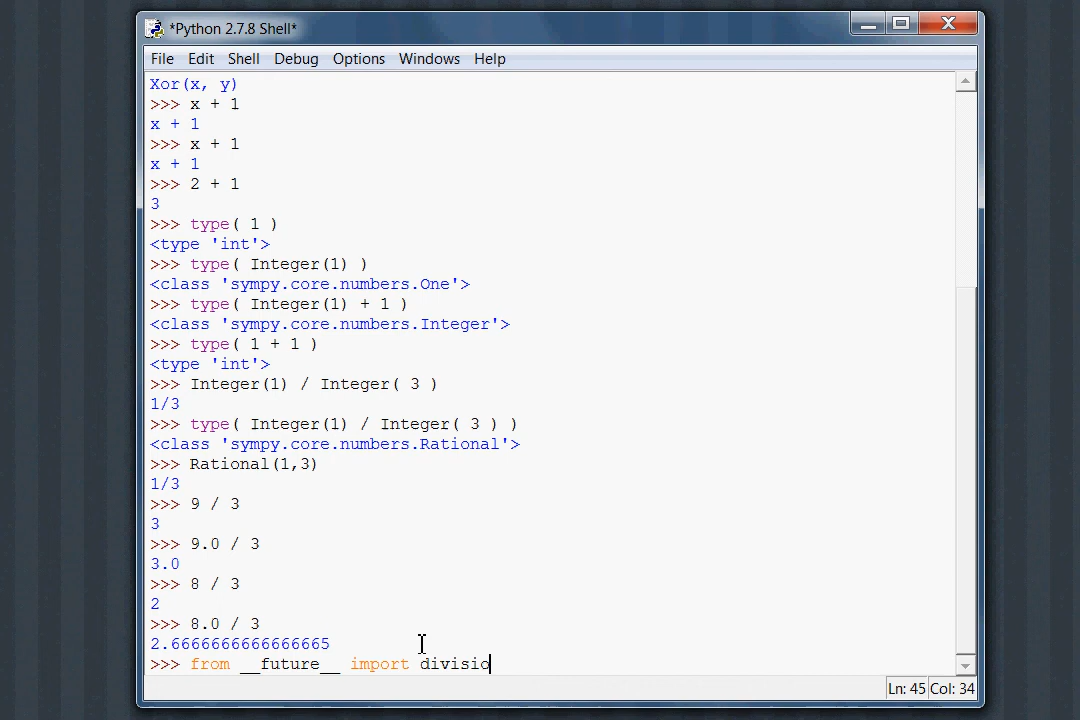 *Python 2.7.8 Shell*
File Edit Shell Debug Options Windows Help
Xor(x, y)
>>> x + 1
x + 1
>>> x + 1
x + 1
>>> 2 + 1
3
>>> type( 1 )
<type 'int'>
>>> type( Integer(1) )
<class 'sympy.core.numbers.One'>
>>> type( Integer(1) + 1 )
<class 'sympy.core.numbers.Integer'>
>>> type( 1 + 1 )
<type 'int'>
>>> Integer(1) / Integer( 3 )
1/3
>>> type( Integer(1) / Integer( 3 ) )
<class 'sympy.core.numbers.Rational'>
>>> Rational(1,3)
1/3
>>> 9 / 3
3
>>> 9.0 / 3
3.0
>>> 8 / 3
2
>>> 8.0 / 3
2.6666666666666665
>>> from __future__ import divisio
Ln: 45 Col: 34